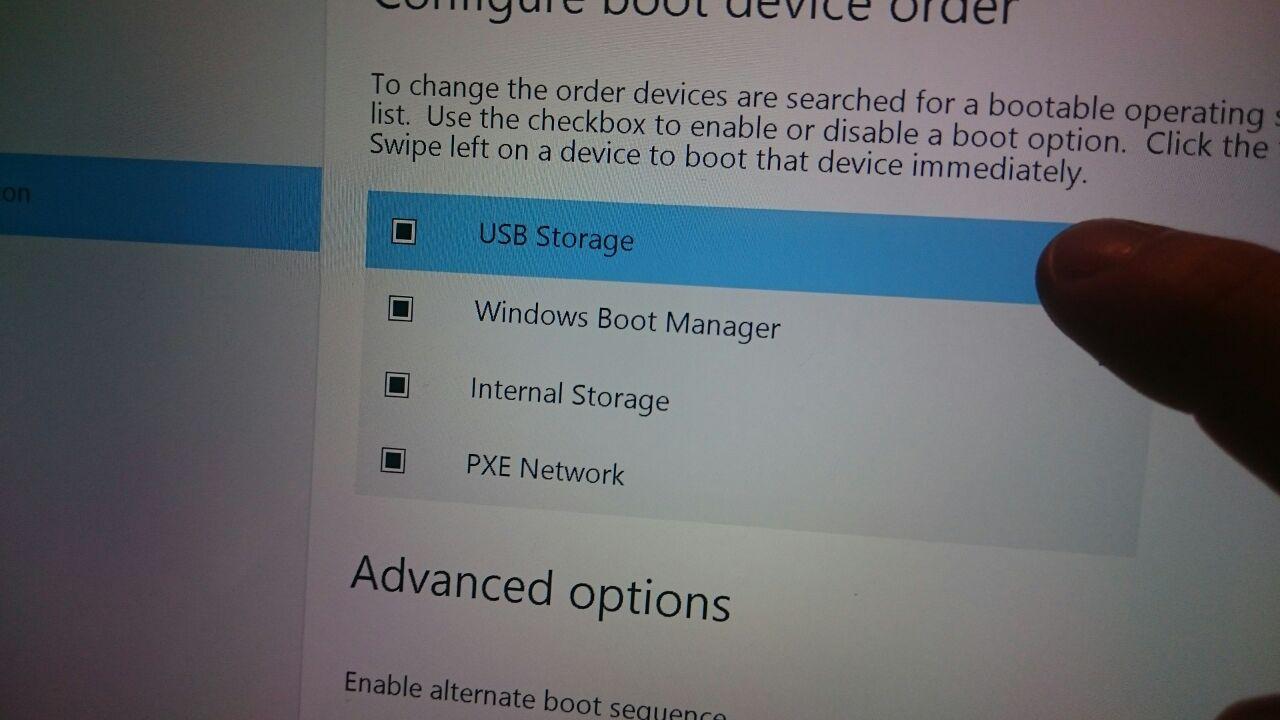 Configure boot device order
To change the order devices are searched for a bootable operating
list. Use the checkbox to enable or disable a boot option. Click the
Swipe left on a device to boot that device immediately.
on
USB Storage
Windows Boot Manager
Internal Storage
PXE Network
Advanced options
Enable alternate boot sequence